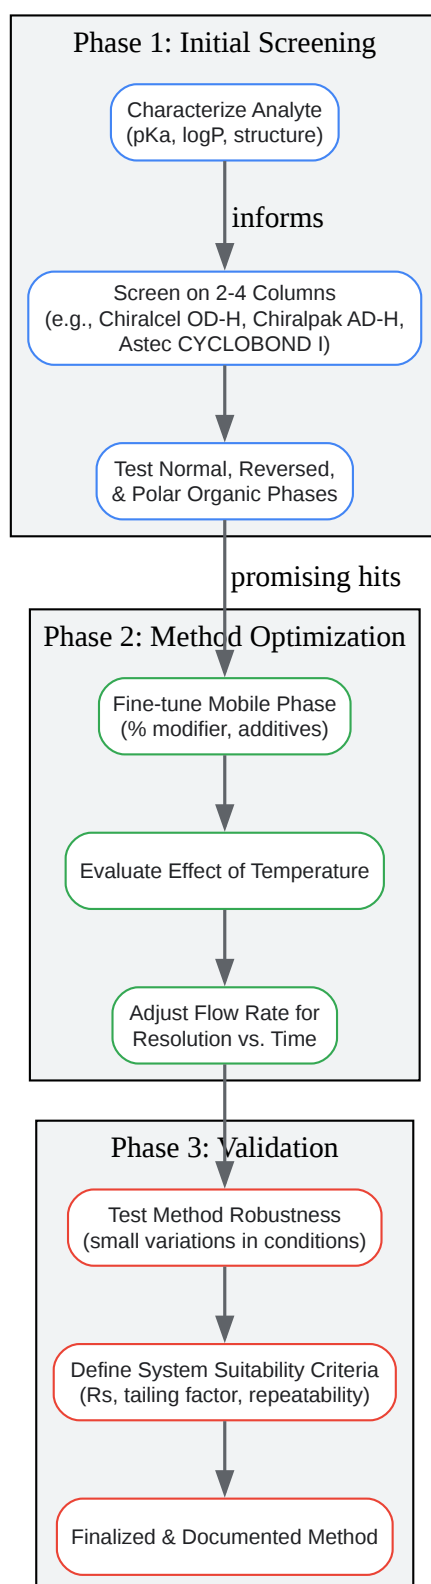 Phase 1: Initial Screening
Characterize Analyte
(pKa, logP, structure)
informs
Screen on 2-4 Columns
(e.g., Chiralcel OD-H, Chiralpak AD-H,
Astec CYCLOBOND I)
Test Normal, Reversed,
& Polar Organic Phases
promising hits
Phase 2: Method Optimization
Fine-tune Mobile Phase
(% modifier, additives)
Evaluate Effect of Temperature
Adjust Flow Rate for
Resolution vs. Time
Phase 3: Validation
Test Method Robustness
(small variations in conditions)
Define System Suitability Criteria
(Rs, tailing factor, repeatability)
Finalized & Documented Method